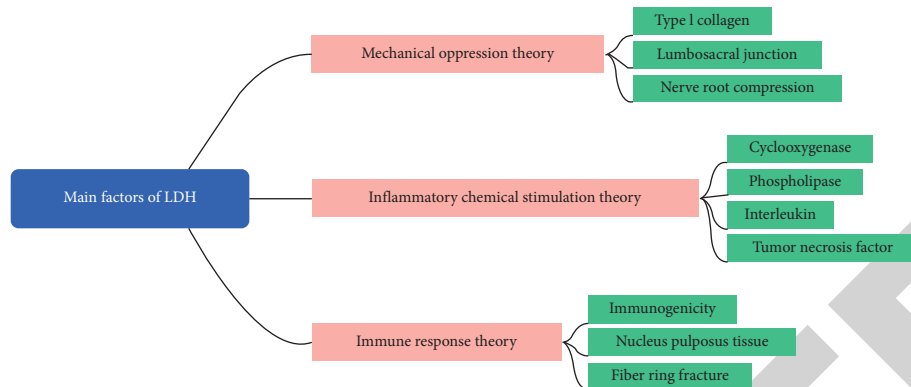 Main factors of LDH
Mechanical oppression theory
Type l collagen
Lumbosacral junction
Nerve root compression
Inflammatory chemical stimulation theory
Cyclooxygenase
Phospholipase
Interleukin
Tumor necrosis factor
Immune response theory
Immunogenicity
Nucleus pulposus tissue
Fiber ring fracture